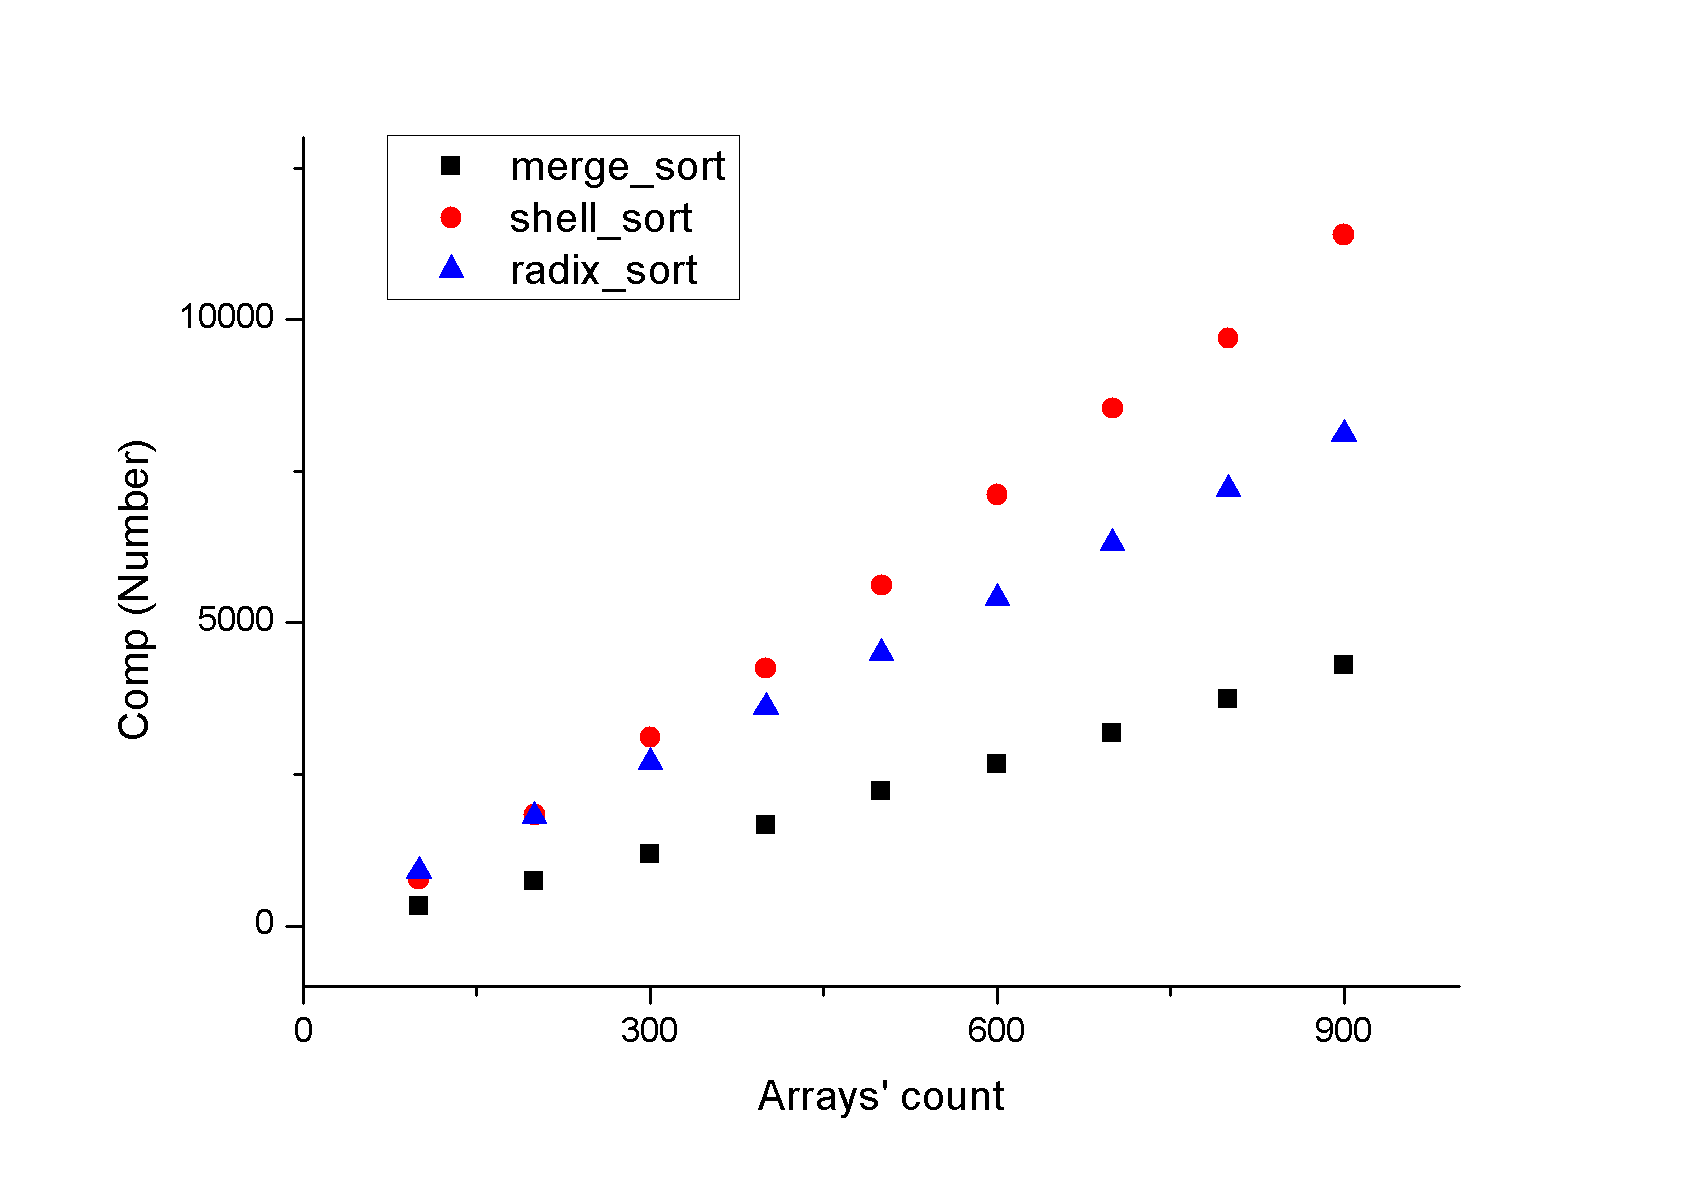 merge_sort
shell_sort
radix_sort
10000
5000
0
Comp (Number)
0 300 600 900
Arrays' count